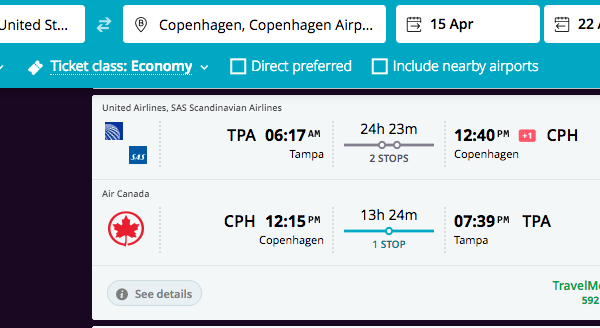 United St...
Copenhagen, Copenhagen Airp...
15 Apr
22
Ticket class: Economy
Direct preferred
Include nearby airports
United Airlines, SAS Scandinavian Airlines
SAS
TPA 06:17 AM
Tampa
24h 23m
2 STOPS
12:40 PM +1 CPH
Copenhagen
Air Canada
CPH 12:15 PM
Copenhagen
13h 24m
1 STOP
07:39 PM TPA
Tampa
See details
592